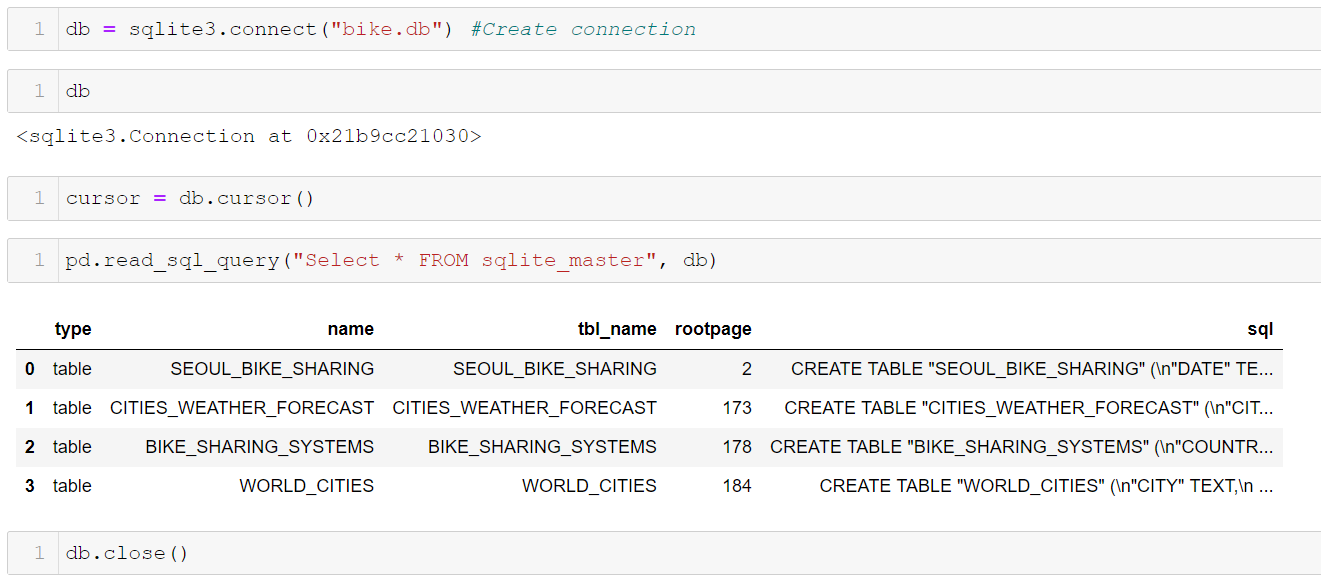 1 db = sqlite3.connect("bike.db") #Create connection
1 db
<sqlite3.Connection at 0x21b9cc21030>
1 cursor = db.cursor()
1 pd.read_sql_query("Select * FROM sqlite_master", db)
type name tbl_name rootpage sql
0 table SEOUL_BIKE_SHARING SEOUL_BIKE_SHARING 2 CREATE TABLE "SEOUL_BIKE_SHARING" (\n"DATE" TE...
1 table CITIES_WEATHER_FORECAST CITIES_WEATHER_FORECAST 173 CREATE TABLE "CITIES_WEATHER_FORECAST" (\n"CIT...
2 table BIKE_SHARING_SYSTEMS BIKE_SHARING_SYSTEMS 178 CREATE TABLE "BIKE_SHARING_SYSTEMS" (\n"COUNTR...
3 table WORLD_CITIES WORLD_CITIES 184 CREATE TABLE "WORLD_CITIES" (\n"CITY" TEXT,\n ...
1 db.close()